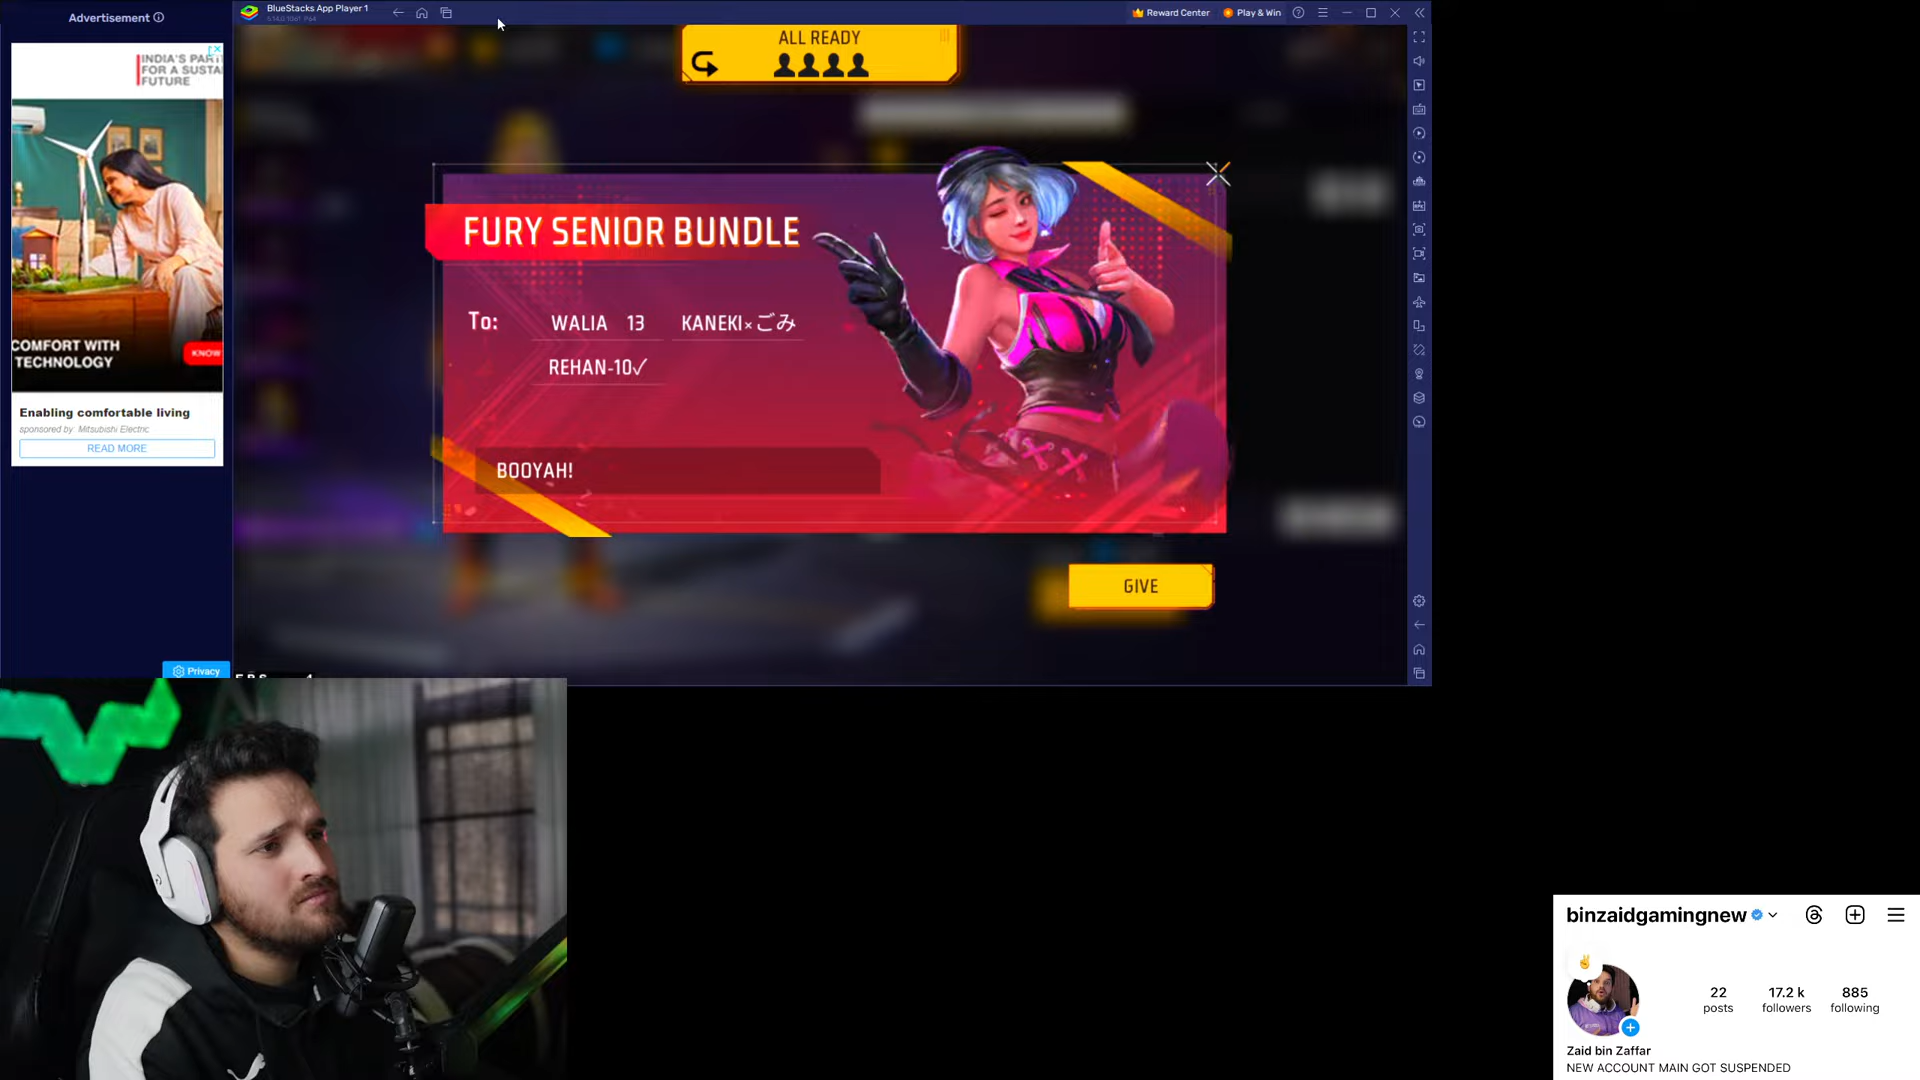 Advertisement
BlueStacks App Player 1
Reward Center
Play & Win
INDIA'S
FOR A
FUTURE
COMFORT WITH
TECHNOLOGY
KNOW
Enabling comfortable living
sponsored by Mitsubishi Electric
READ MORE
Privacy
ALL READY
FURY SENIOR BUNDLE
To:
WALIA 13
KANEKI×ごみ
REHAN-10✓
BOOYAH!
GIVE
binzaidgamingnew
22
posts
17.2 k
followers
885
following
Zaid bin Zaffar
NEW ACCOUNT MAIN GOT SUSPENDED